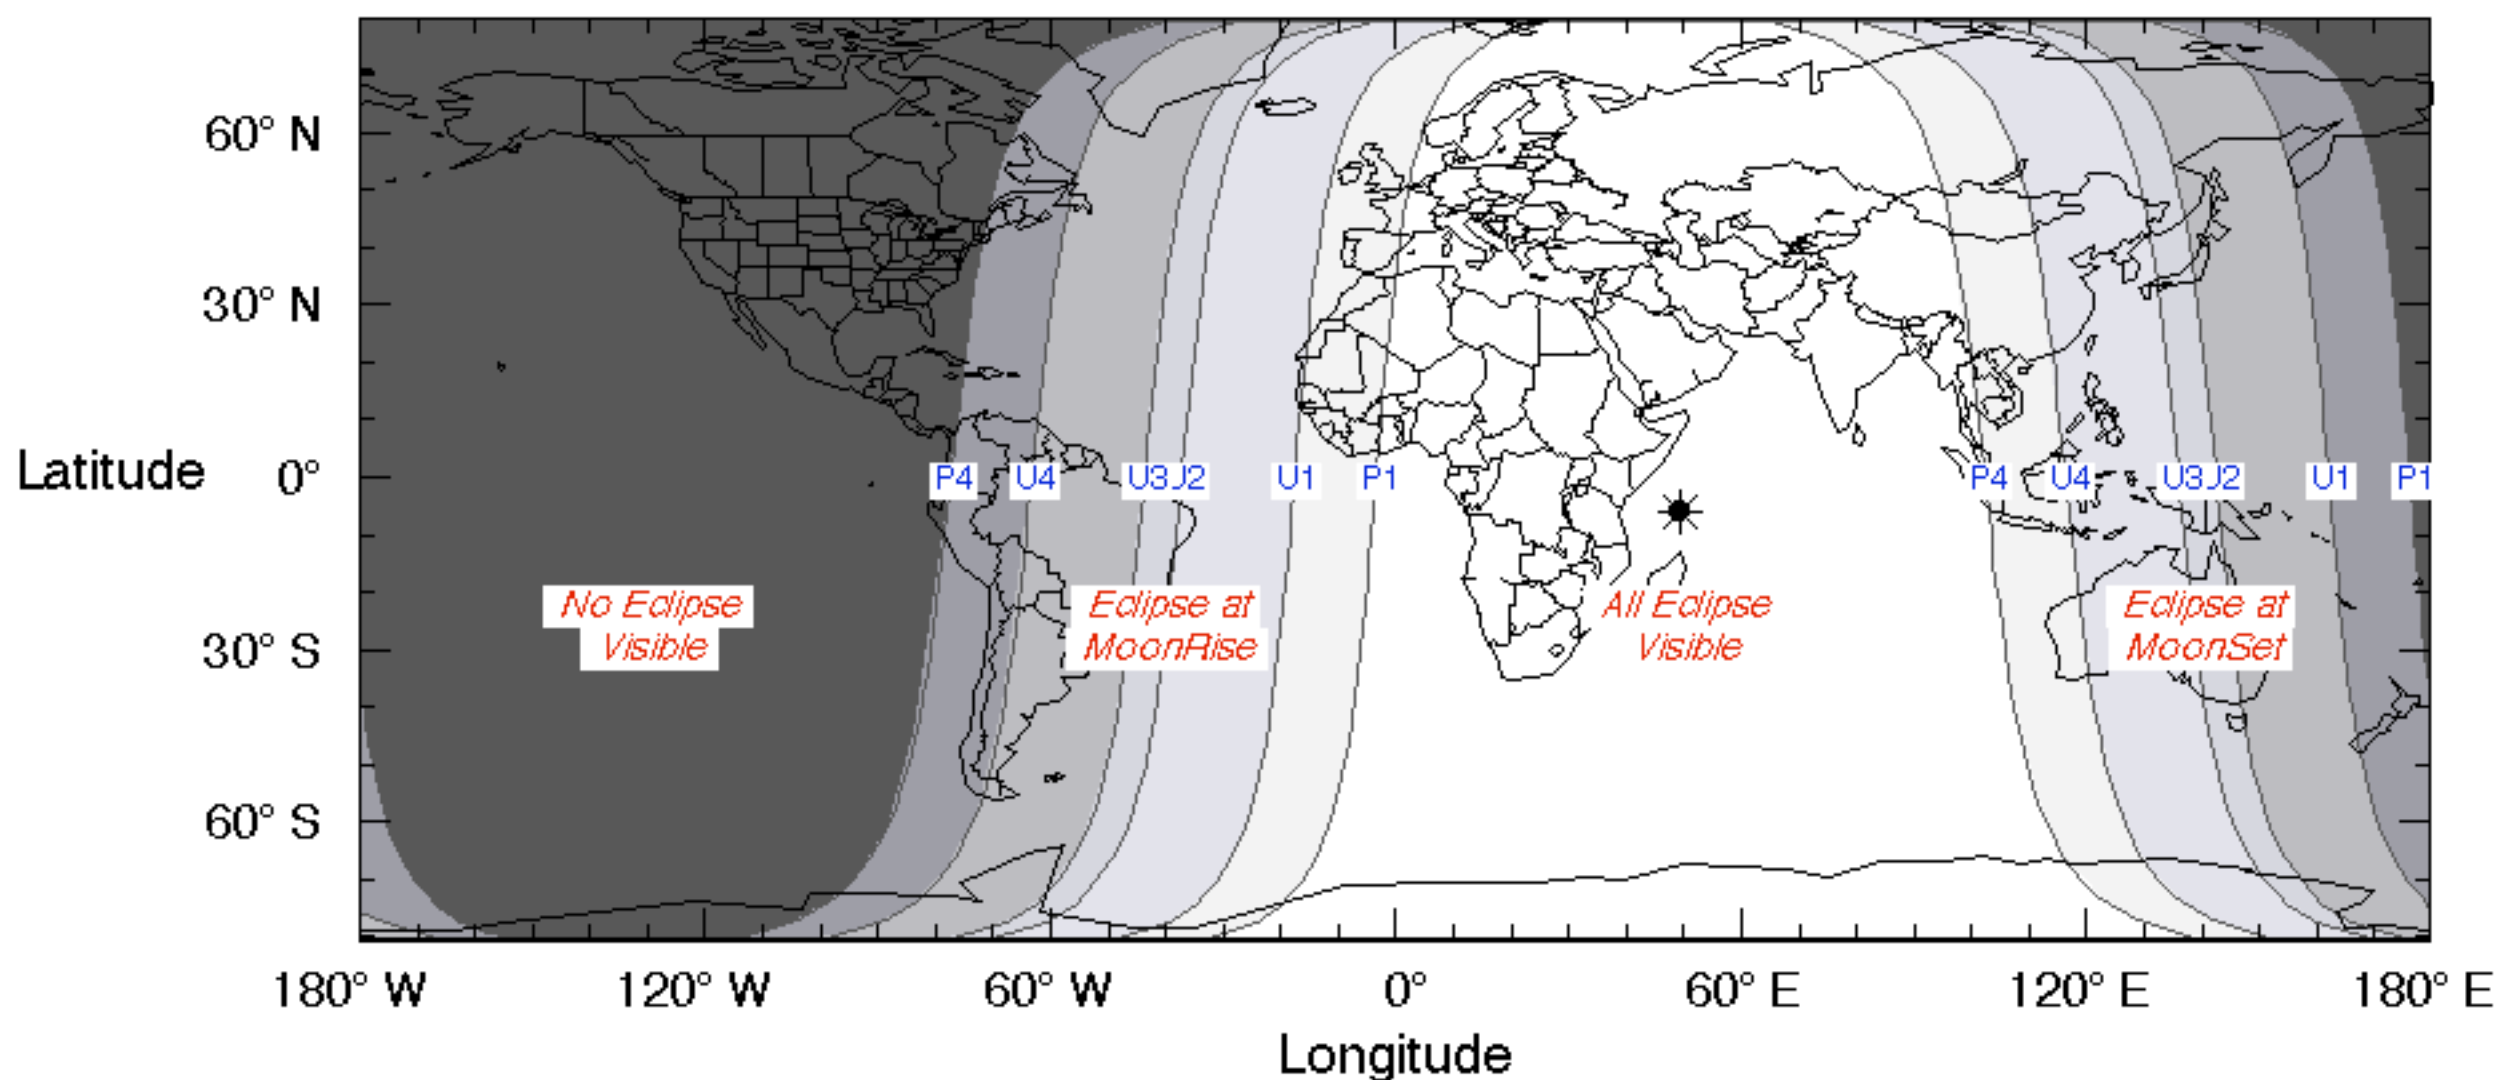 60° N
30° N
Latitude 0°
P4 U4 U3 U2 U1 P1 P4 U4 U3 U2 U1 P1
No Eclipse Visible
Eclipse at MoonRise
All Eclipse Visible
Eclipse at MoonSet
30° S
60° S
180° W 120° W 60° W 0° 60° E 120° E 180° E
Longitude